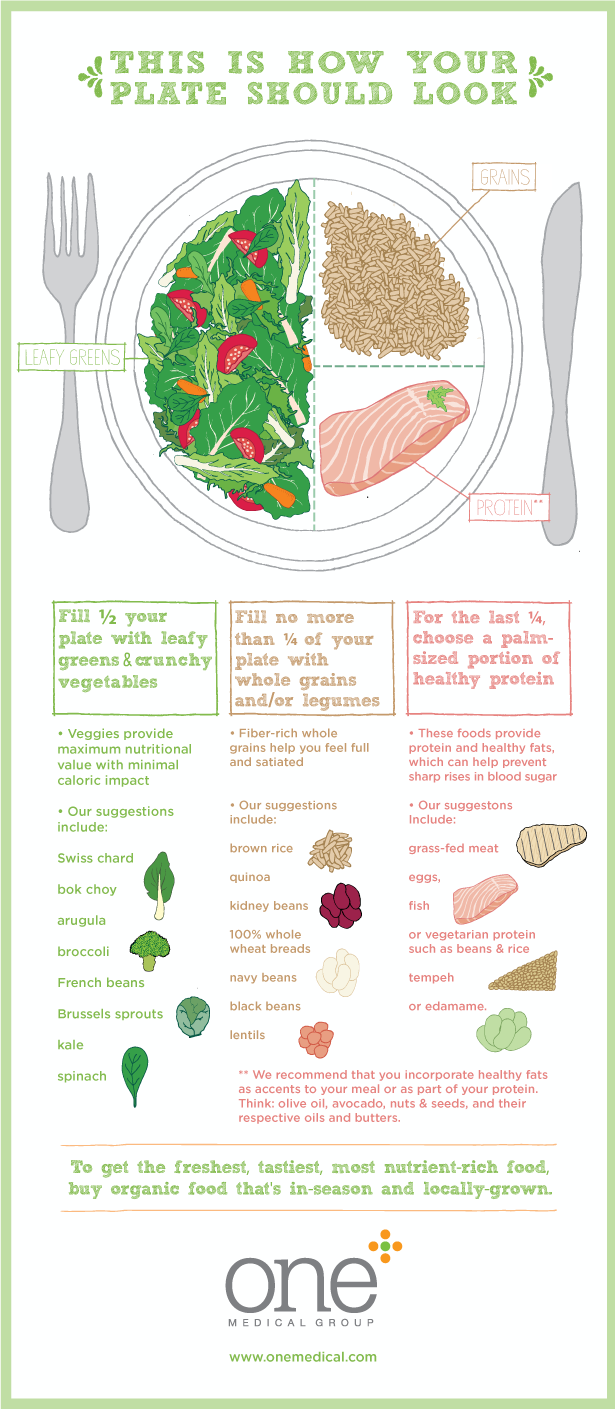 THIS IS HOW YOUR
PLATE SHOULD LOOK
GRAINS
LEAFY GREENS
PROTEIN**
Fill ½ your
plate with leafy
greens & crunchy
vegetables
• Veggies provide
maximum nutritional
value with minimal
caloric impact
• Our suggestions
include:
Swiss chard
bok choy
arugula
broccoli
French beans
Brussels sprouts
kale
spinach
Fill no more
than ¼ of your
plate with
whole grains
and/or legumes
• Fiber-rich whole
grains help you feel full
and satiated
• Our suggestions
include:
brown rice
quinoa
kidney beans
100% whole
wheat breads
navy beans
black beans
lentils
For the last ¼,
choose a palm-
sized portion of
healthy protein
• These foods provide
protein and healthy fats,
which can help prevent
sharp rises in blood sugar
• Our suggestons
Include:
grass-fed meat
eggs,
fish
or vegetarian protein
such as beans & rice
tempeh
or edamame.
** We recommend that you incorporate healthy fats
as accents to your meal or as part of your protein.
Think: olive oil, avocado, nuts & seeds, and their
respective oils and butters.
To get the freshest, tastiest, most nutrient-rich food,
buy organic food that's in-season and locally-grown.
one
MEDICAL GROUP
www.onemedical.com